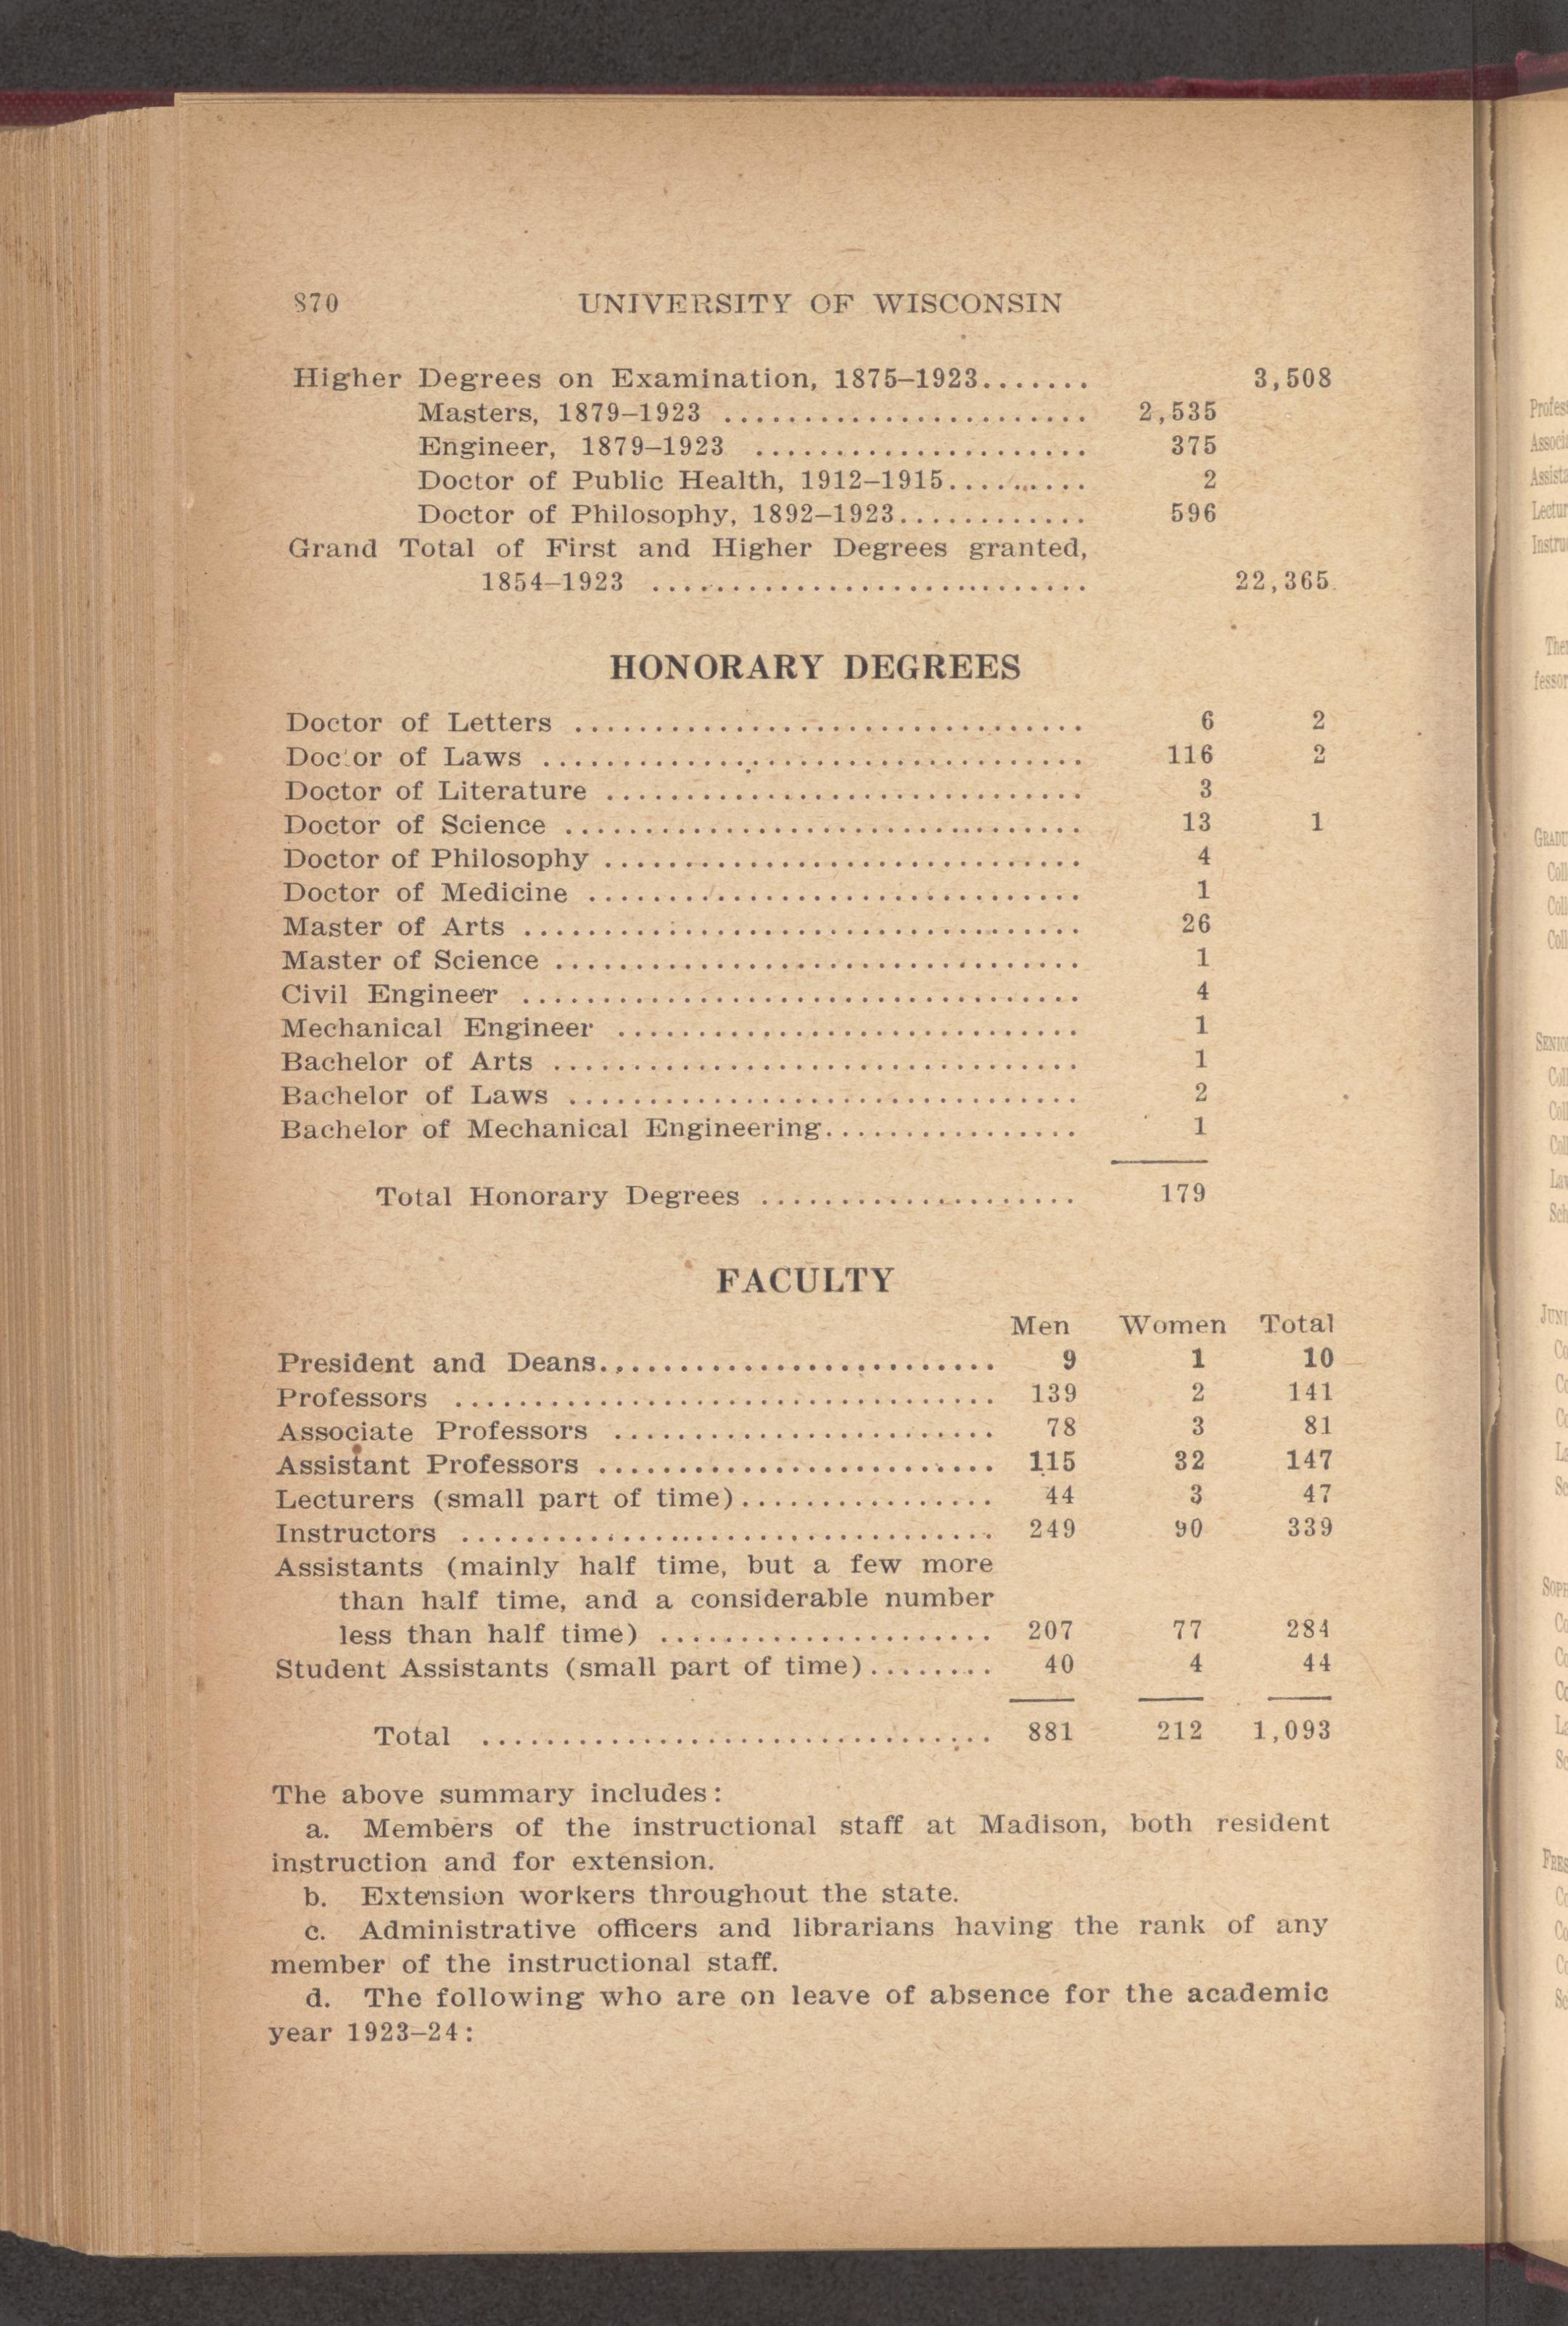 870 UNIVERSITY OF WISCONSIN
Higher Degrees on Examination, 1875–1923....... 3,508
Masters, 1879–1923 ....................... 2,535
Engineer, 1879–1923 ..................... 375
Doctor of Public Health, 1912–1915......... 2
Doctor of Philosophy, 1892–1923............ 596
Grand Total of First and Higher Degrees granted,
1854–1923 ............................ 22,365
HONORARY DEGREES
Doctor of Letters ................................ 6 2
Doctor of Laws .................................. 116 2
Doctor of Literature .............................. 3
Doctor of Science ................................. 13 1
Doctor of Philosophy .............................. 4
Doctor of Medicine ............................... 1
Master of Arts ................................... 26
Master of Science ................................. 1
Civil Engineer ................................... 4
Mechanical Engineer ............................. 1
Bachelor of Arts ................................. 1
Bachelor of Laws ................................ 2
Bachelor of Mechanical Engineering................ 1
Total Honorary Degrees .................... 179
FACULTY
Men Women Total
President and Deans......................... 9 1 10
Professors .................................. 139 2 141
Associate Professors ........................ 78 3 81
Assistant Professors ......................... 115 32 147
Lecturers (small part of time)................ 44 3 47
Instructors .................................. 249 90 339
Assistants (mainly half time, but a few more
than half time, and a considerable number
less than half time) ..................... 207 77 284
Student Assistants (small part of time)........ 40 4 44
Total ................................ 881 212 1,093
The above summary includes:
a. Members of the instructional staff at Madison, both resident
instruction and for extension.
b. Extension workers throughout the state.
c. Administrative officers and librarians having the rank of any
member of the instructional staff.
d. The following who are on leave of absence for the academic
year 1923–24: